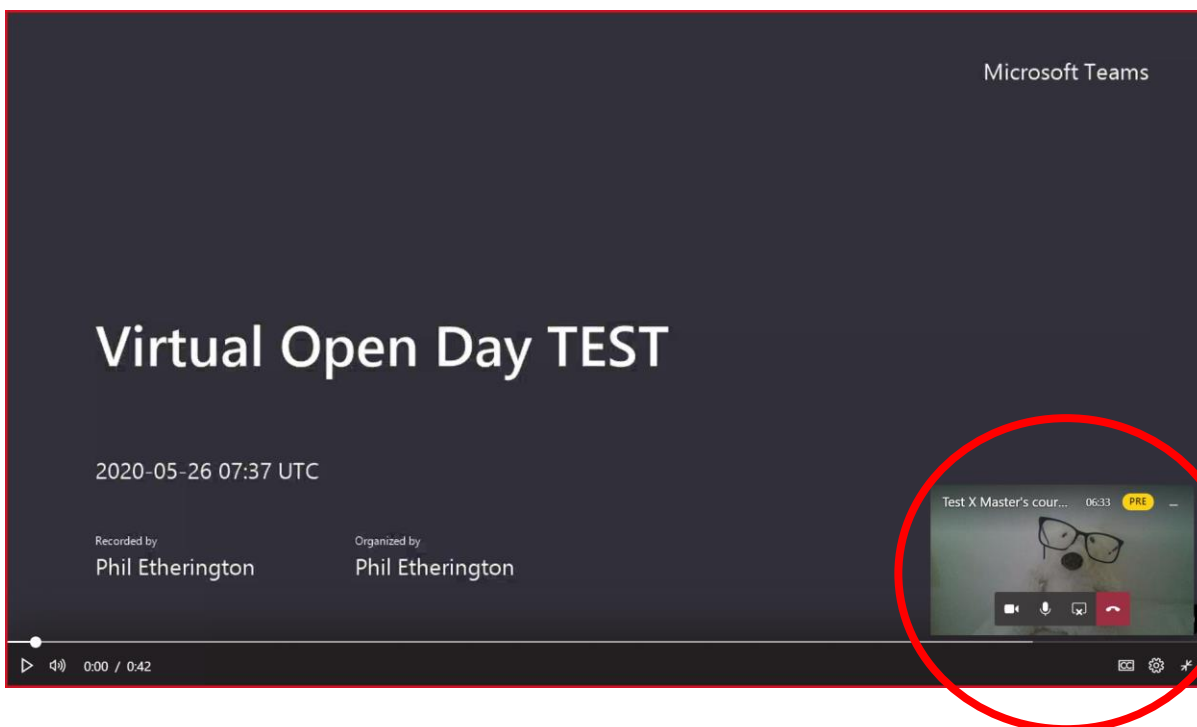 Microsoft Teams
Virtual Open Day TEST
2020-05-26 07:37 UTC
Recorded by
Phil Etherington
Organized by
Phil Etherington
Test X Master's cour... 06:33 PRE
0:00 / 0:42
CC